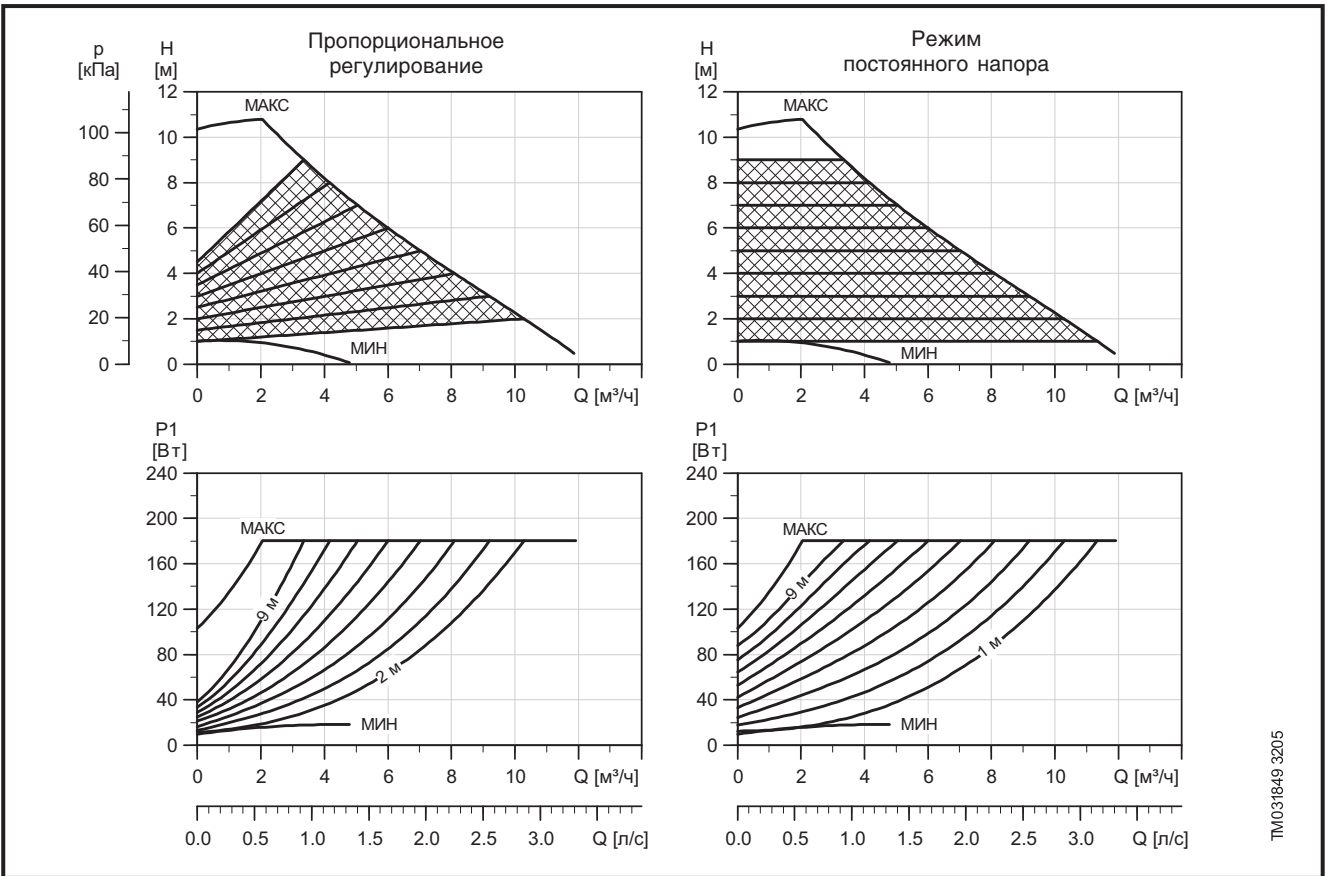 Пропорциональное
регулирование
p
[кПа]
H
[м]
12
10
8
6
4
2
0
100
80
60
40
20
0
МАКС
МИН
0 2 4 6 8 10 Q [м³/ч]
Режим
постоянного напора
H
[м]
12
10
8
6
4
2
0
МАКС
МИН
0 2 4 6 8 10 Q [м³/ч]
P1
[Вт]
240
200
160
120
80
40
0
МАКС
9 м
2 м
МИН
0 2 4 6 8 10 Q [м³/ч]
0.0 0.5 1.0 1.5 2.0 2.5 3.0 Q [л/с]
P1
[Вт]
240
200
160
120
80
40
0
МАКС
9 м
1 м
МИН
0 2 4 6 8 10 Q [м³/ч]
0.0 0.5 1.0 1.5 2.0 2.5 3.0 Q [л/с]
TM031849 3205